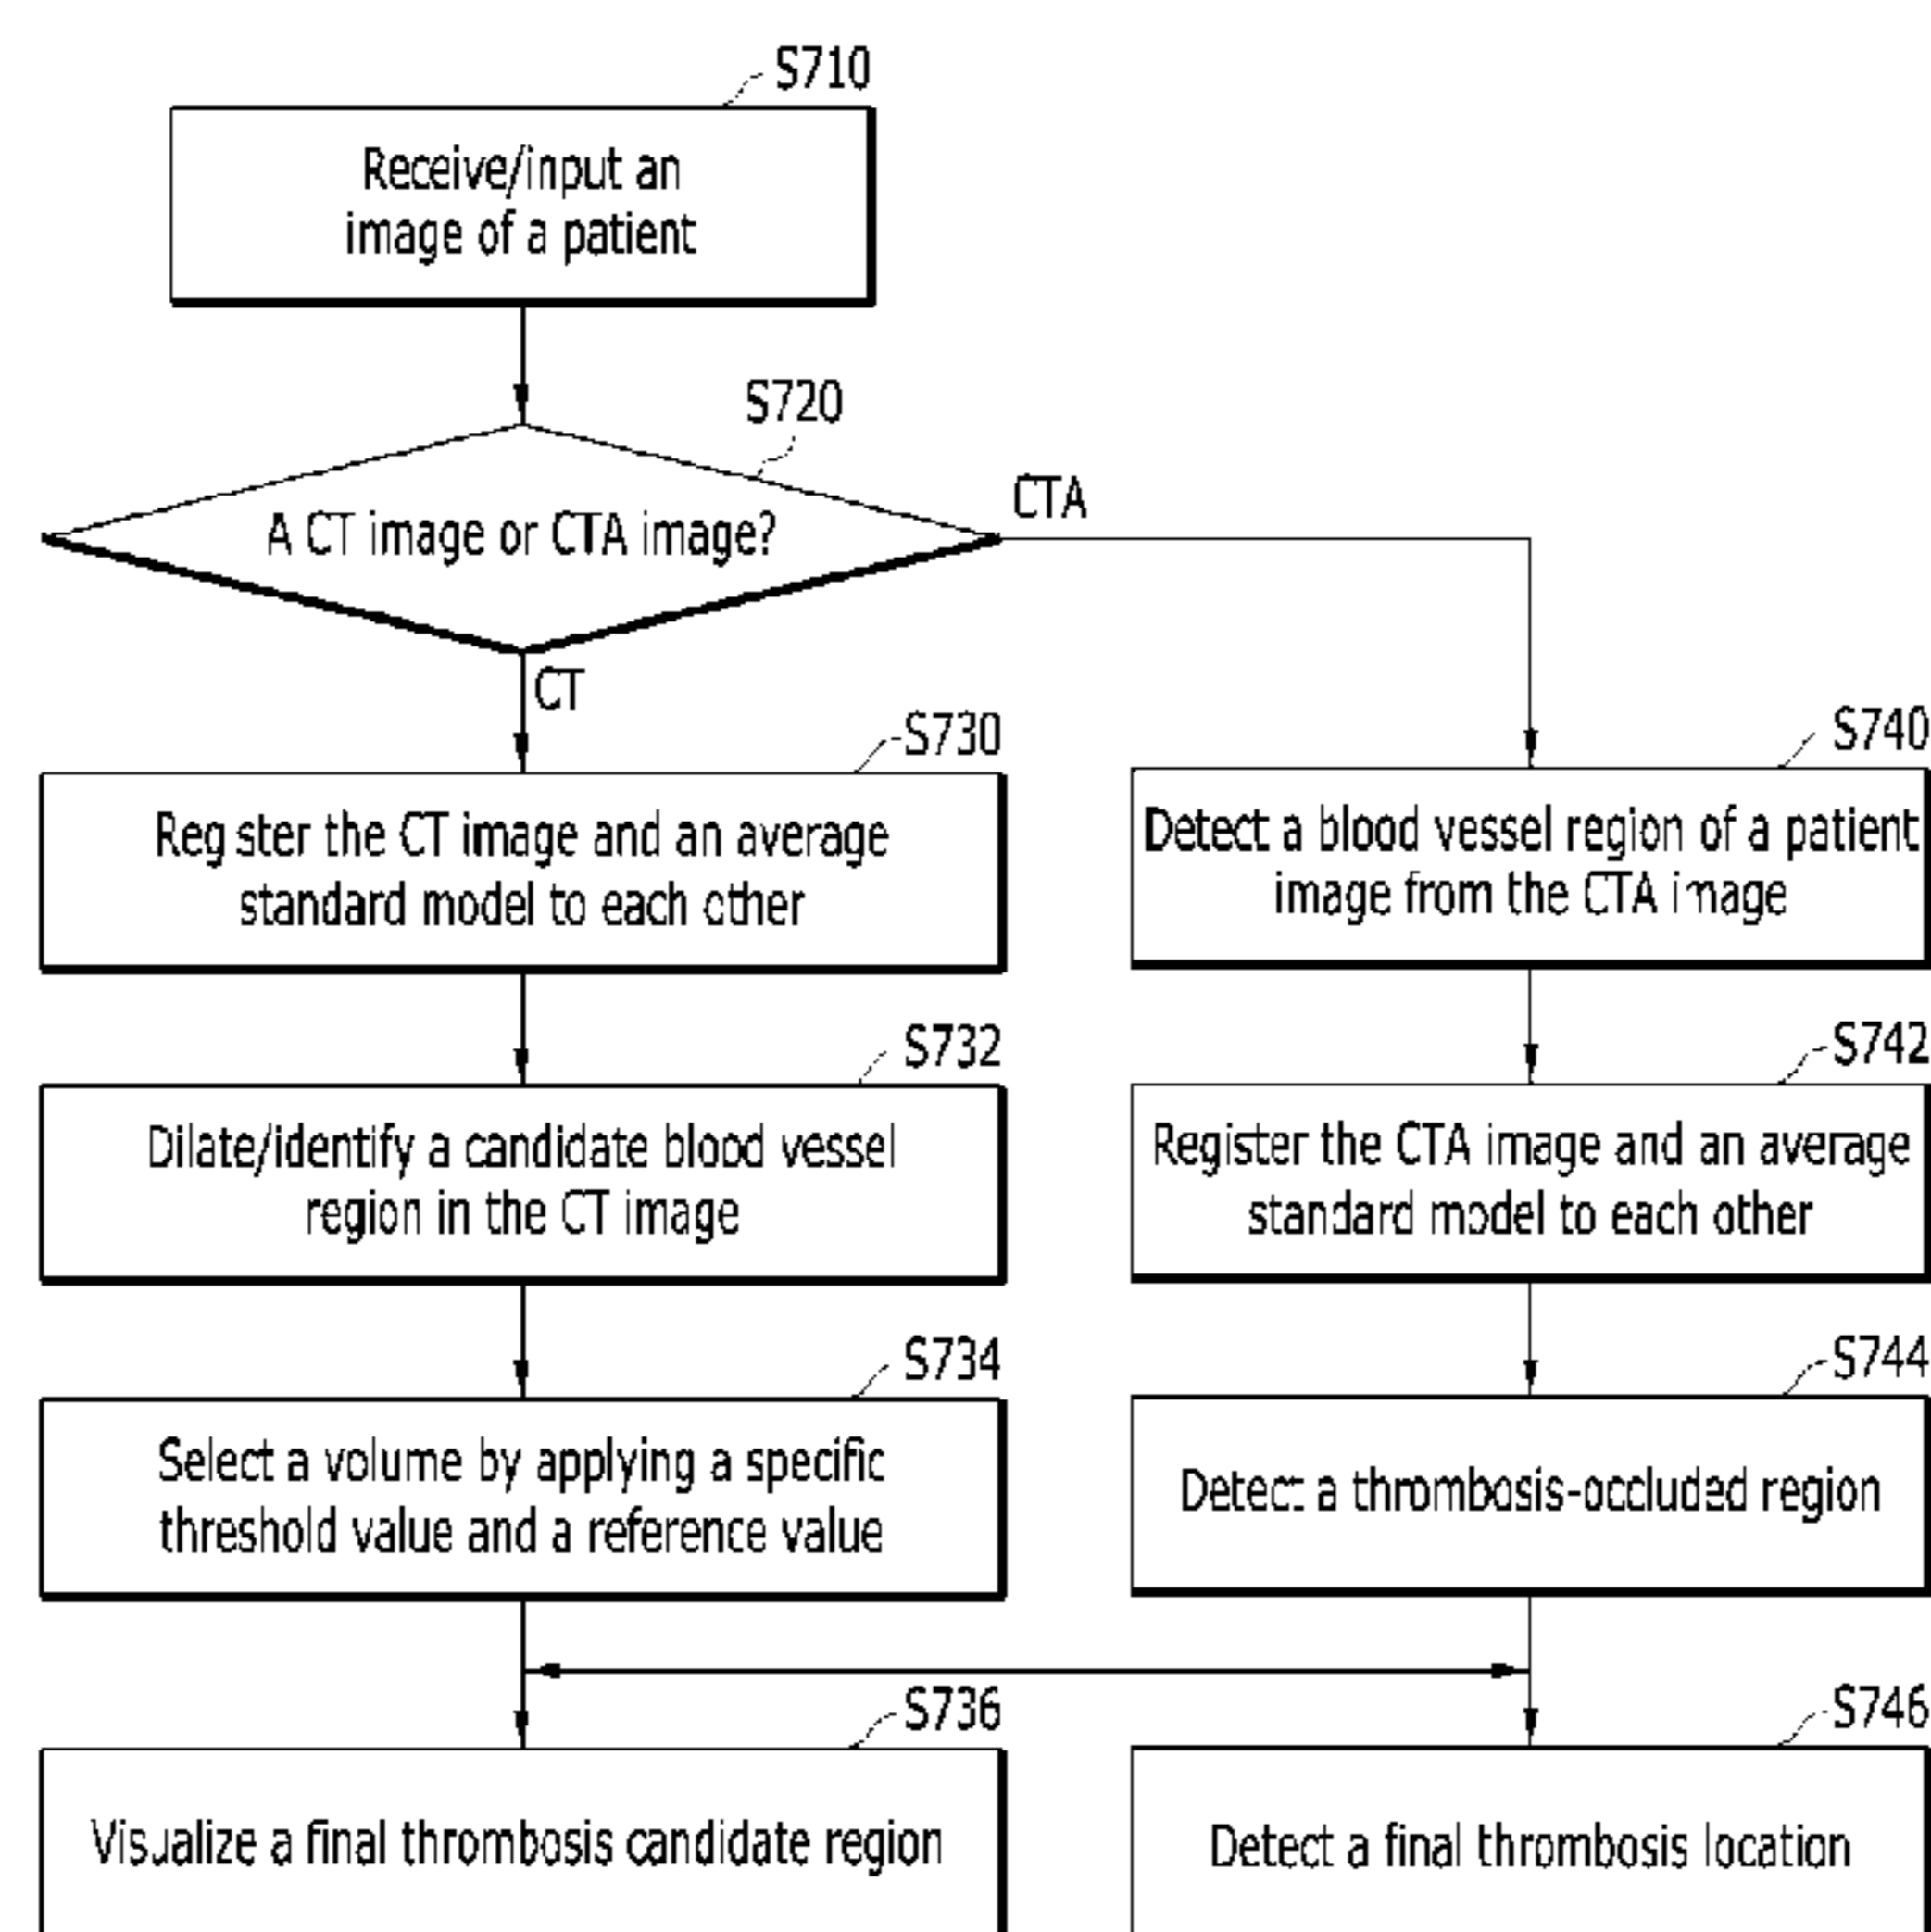 S710
Receive/input an
image of a patient
S720
A CT image or CTA image?
CTA
CT
S730
Reg ster the CT image and an average
standard model to each other
S732
Dilate/identify a candidate blood vessel
region in the CT image
S734
Select a volume by applying a specific
threshold value and a reference value
S736
Visualize a final thrombosis candidate region
S740
Detect a blood vessel region of a patient
image from the CTA image
S742
Register the CTA image and an average
standard model to each other
S744
Detect a thrombosis-occluded region
S746
Detect a final thrombosis location